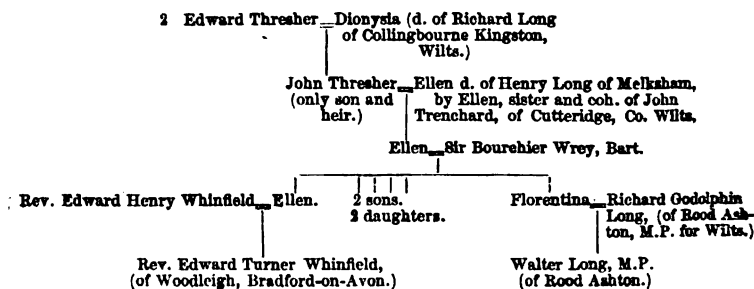 2 Edward Thresher Dionysia (d. of Richard Long
of Collingbourne Kingston,
Wilts.)
John Thresher Ellen d. of Henry Long of Melksham,
(only son and by Ellen, sister and coh. of John
heir.) Trenchard, of Cutteridge, Co. Wilts.
Ellen Sir Bourchier Wrey, Bart.
Rev. Edward Henry Whinfield Ellen. 2 sons. Florentina Richard Godolphin
2 daughters. Long, (of Rood Ash-
ton, M.P. for Wilts.)
Rev. Edward Turner Whinfield, Walter Long, M.P.
(of Woodleigh, Bradford-on-Avon.) (of Rood Ashton.)